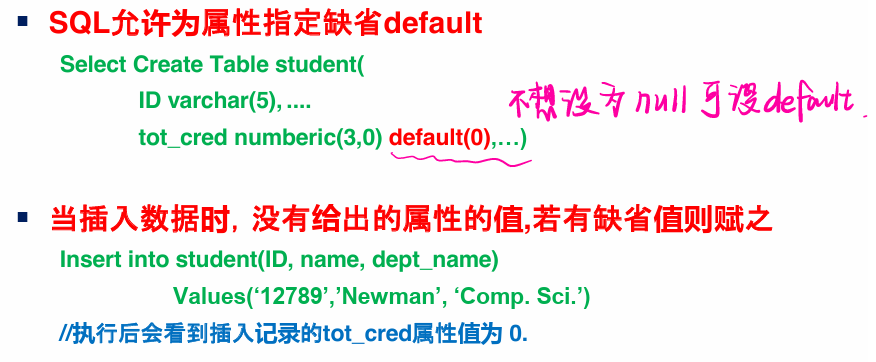 SQL允许为属性指定缺省default
Select Create Table student(
ID varchar(5), ....
tot_cred numberic(3,0) default(0),...)
不想设为null可设default.
当插入数据时, 没有给出的属性的值,若有缺省值则赋之
Insert into student(ID, name, dept_name)
Values(‘12789’,’Newman’, ‘Comp. Sci.’)
//执行后会看到插入记录的tot_cred属性值为 0.